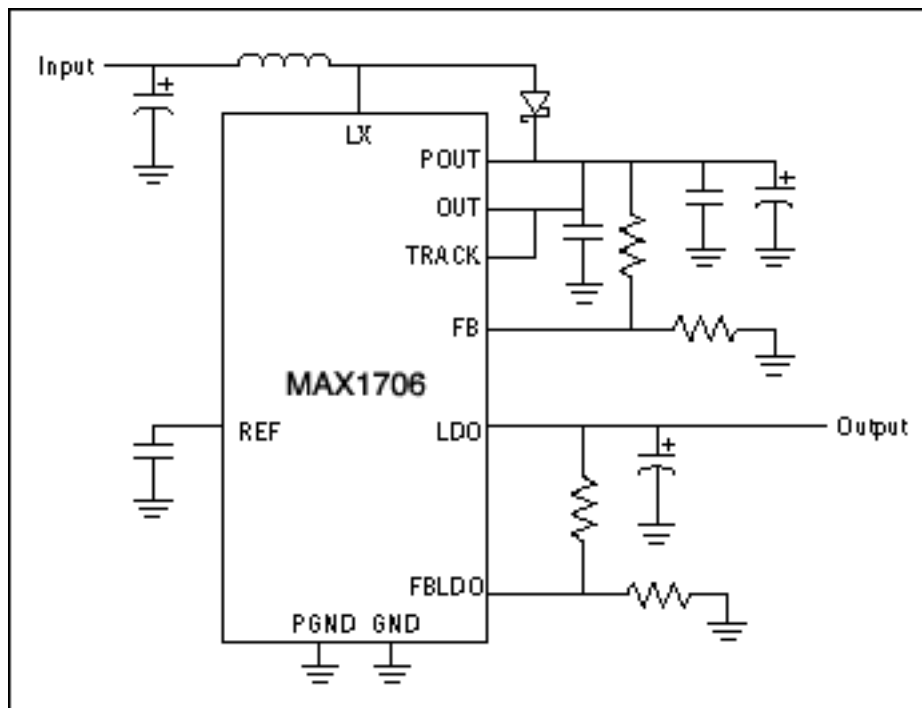 Input
+
LX
POUT
+
OUT
TRACK
FB
MAX1706
REF
LDO
Output
+
FBLDO
PGND GND